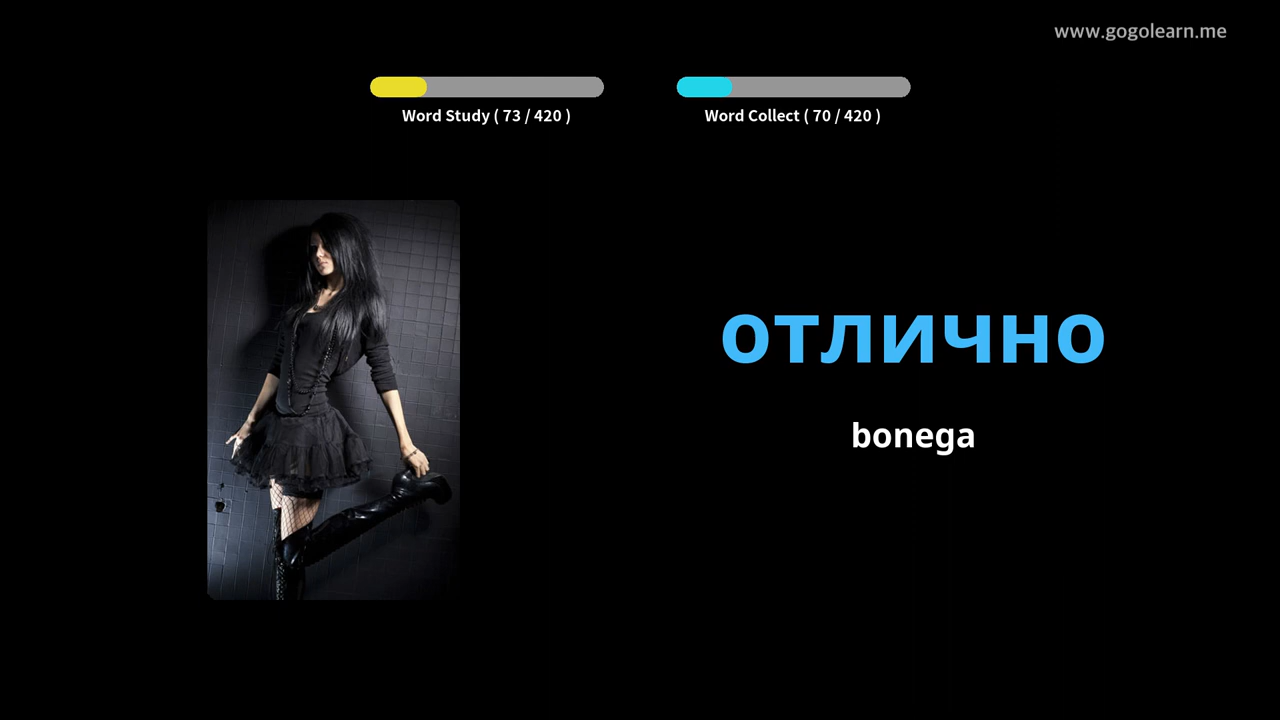 www.gogolearn.me
Word Study ( 73 / 420 )
Word Collect ( 70 / 420 )
отлично
bonega